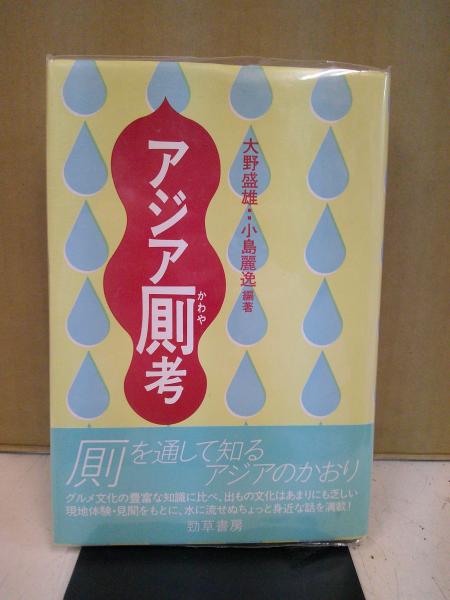 アジア厠考
かわや
大野盛雄・小島麗逸 編著
厠を通して知る
アジアのかおり
グルメ文化の豊富な知識に比べ、出もの文化はあまりにも乏しい
現地体験・見聞をもとに、水に流せぬちょっと身近な話を満載!
勁草書房